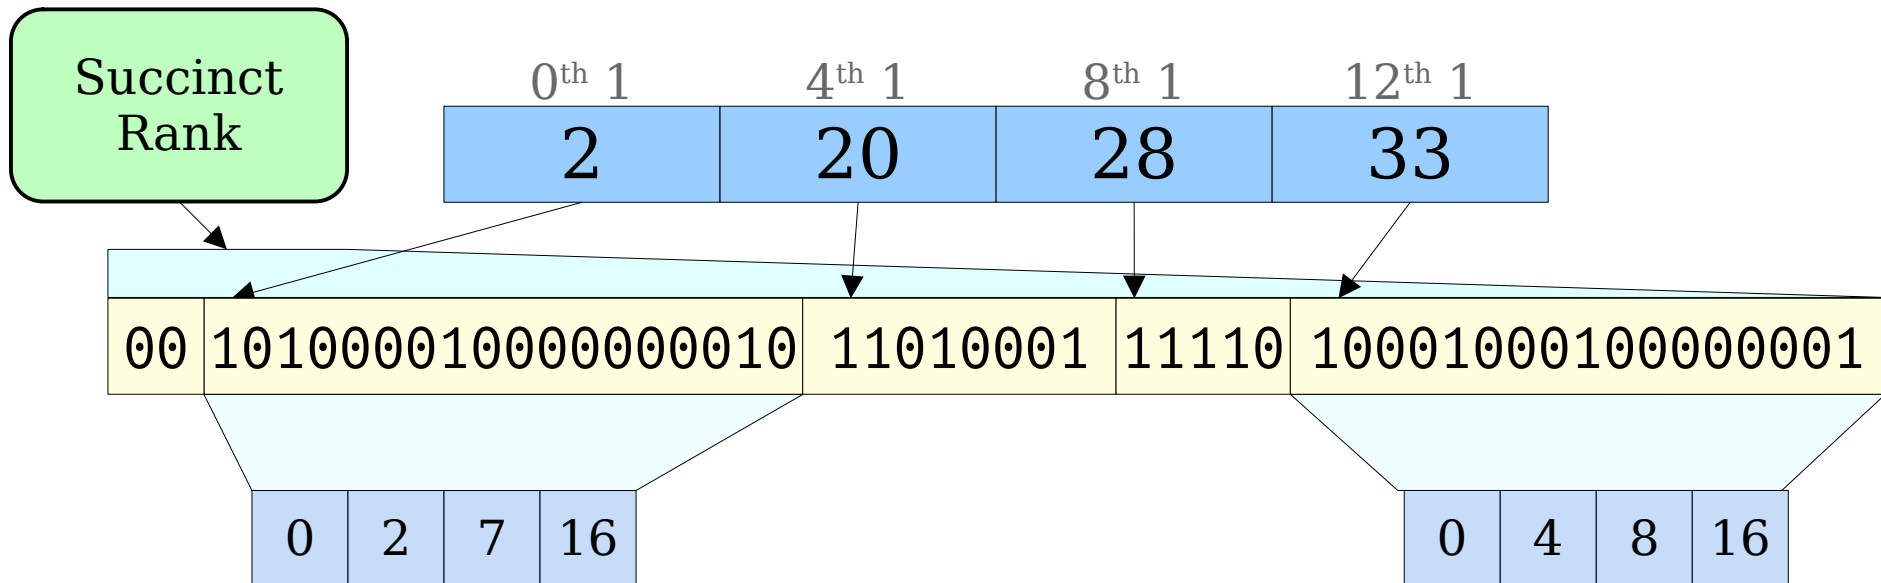 Succinct
Rank
0th 1 4th 1 8th 1 12th 1
2 20 28 33
00 101000010000000010 11010001 11110 10001000100000001
0 2 7 16 0 4 8 16